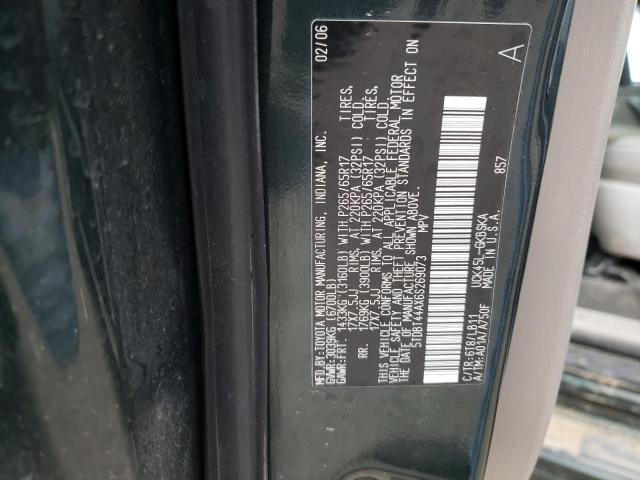 MFD.BY:TOYOTA MOTOR MANUFACTURING, INDIANA, INC. 02/06
GVWR:3039KG(6700LB)
GAWR:FRT. 1433KG(3160LB) WITH P265/65R17 TIRES,
17X7.5JJ RIMS, AT 220KPA (32PSI) COLD.
RR. 1769KG(3900LB) WITH P265/65R17 TIRES,
17X7.5JJ RIMS, AT 220KPA (32PSI) COLD.
THIS VEHICLE CONFORMS TO ALL APPLICABLE FEDERAL MOTOR
VEHICLE SAFETY AND THEFT PREVENTION STANDARDS IN EFFECT ON
THE DATE OF MANUFACTURE SHOWN ABOVE.
5TDBT44AX6S269073 MPV A
C/TR:6T8/LB11 UCK45L-GKBSKA 857
A/TM:A01A/A750F MADE IN U.S.A.